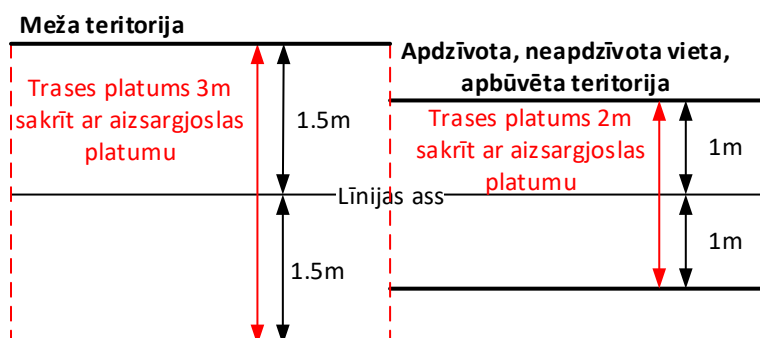 Meža teritorija
Trases platums 3m
sakrīt ar aizsargjoslas
platumu
1.5m
1.5m
Līnijas ass
Apdzīvota, neapdzīvota vieta,
apbūvēta teritorija
Trases platums 2m
sakrīt ar aizsargjoslas
platumu
1m
1m